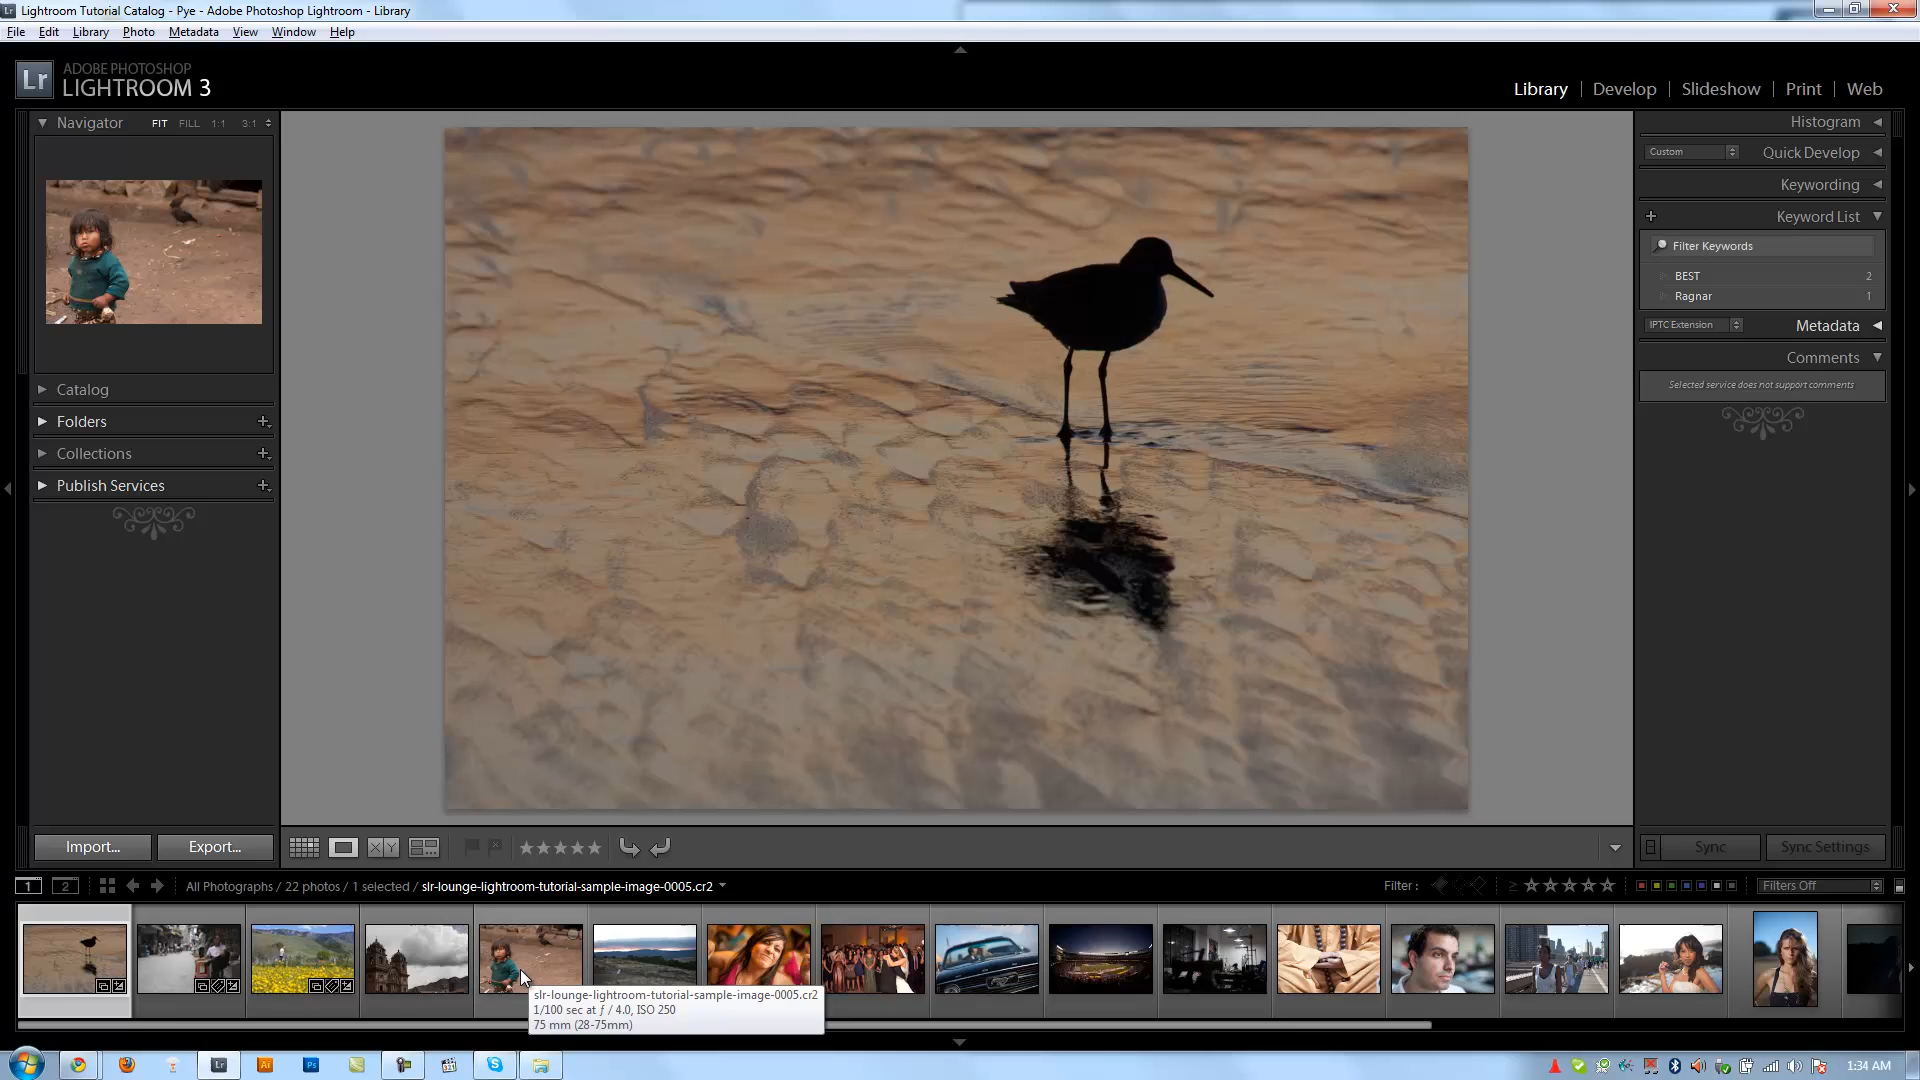 Lightroom Tutorial Catalog - Pye - Adobe Photoshop Lightroom - Library
File Edit Library Photo Metadata View Window Help
Lr ADOBE PHOTOSHOP
LIGHTROOM 3
Library | Develop | Slideshow | Print | Web
Navigator FIT FILL 1:1 3:1
Catalog
Folders
Collections
Publish Services
Import... Export...
Histogram
Custom Quick Develop
Keywording
Keyword List
Filter Keywords
BEST 2
Ragnar 1
IPTC Extension Metadata
Comments
Selected service does not support comments
XY
Sync Sync Settings
1 2 All Photographs / 22 photos / 1 selected / slr-lounge-lightroom-tutorial-sample-image-0005.cr2 Filter : Filters Off
slr-lounge-lightroom-tutorial-sample-image-0005.cr2
1/100 sec at ƒ / 4.0, ISO 250
75 mm (28-75mm)
Lr Ai Ps 1:34 AM